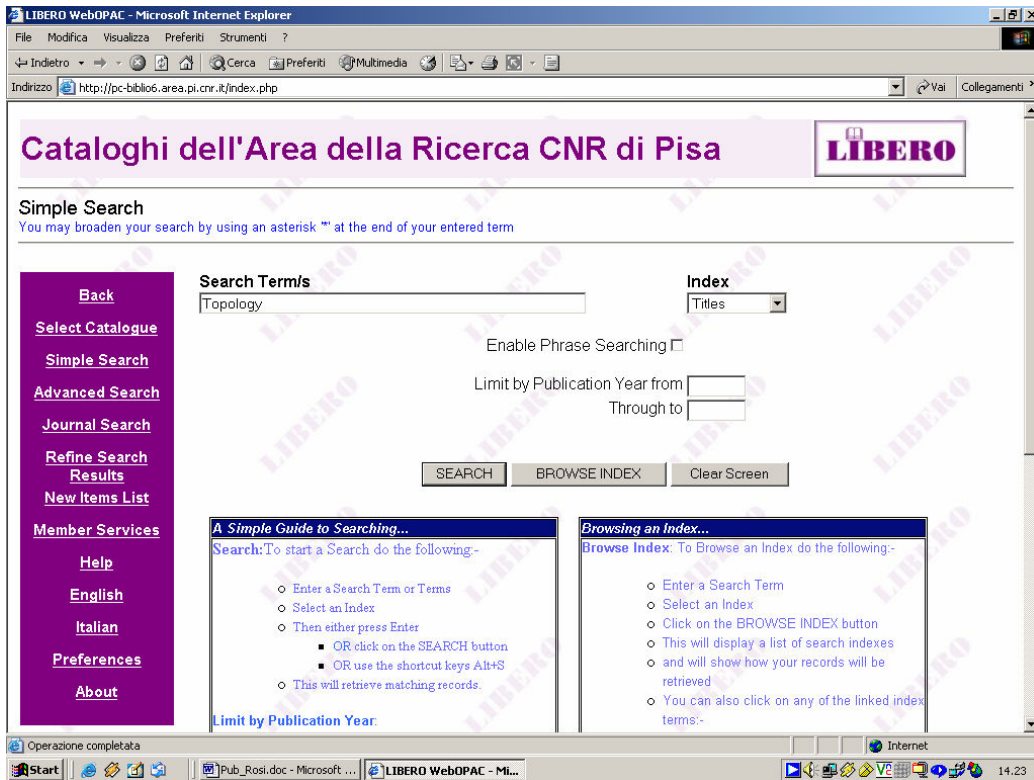 LIBERO WebOPAC - Microsoft Internet Explorer
File Modifica Visualizza Preferiti Strumenti ?
Indietro Cerca Preferiti Multimedia
Indirizzo http://pc-biblio6.area.pi.cnr.it/index.php Vai Collegamenti
Cataloghi dell'Area della Ricerca CNR di Pisa
LIBERO
Simple Search
You may broaden your search by using an asterisk '*' at the end of your entered term
Back
Select Catalogue
Simple Search
Advanced Search
Journal Search
Refine Search
Results
New Items List
Member Services
Help
English
Italian
Preferences
About
Search Term/s Index
Topology Titles
Enable Phrase Searching
Limit by Publication Year from
Through to
SEARCH BROWSE INDEX Clear Screen
A Simple Guide to Searching...
Search:To start a Search do the following:-
Enter a Search Term or Terms
Select an Index
Then either press Enter
OR click on the SEARCH button
OR use the shortcut keys Alt+S
This will retrieve matching records.
Limit by Publication Year:
Browsing an Index...
Browse Index: To Browse an Index do the following:-
Enter a Search Term
Select an Index
Click on the BROWSE INDEX button
This will display a list of search indexes
and will show how your records will be
retrieved
You can also click on any of the linked index
terms:-
Operazione completata Internet
Start Pub_Rosi.doc - Microsoft ... LIBERO WebOPAC - Mi... 14.23